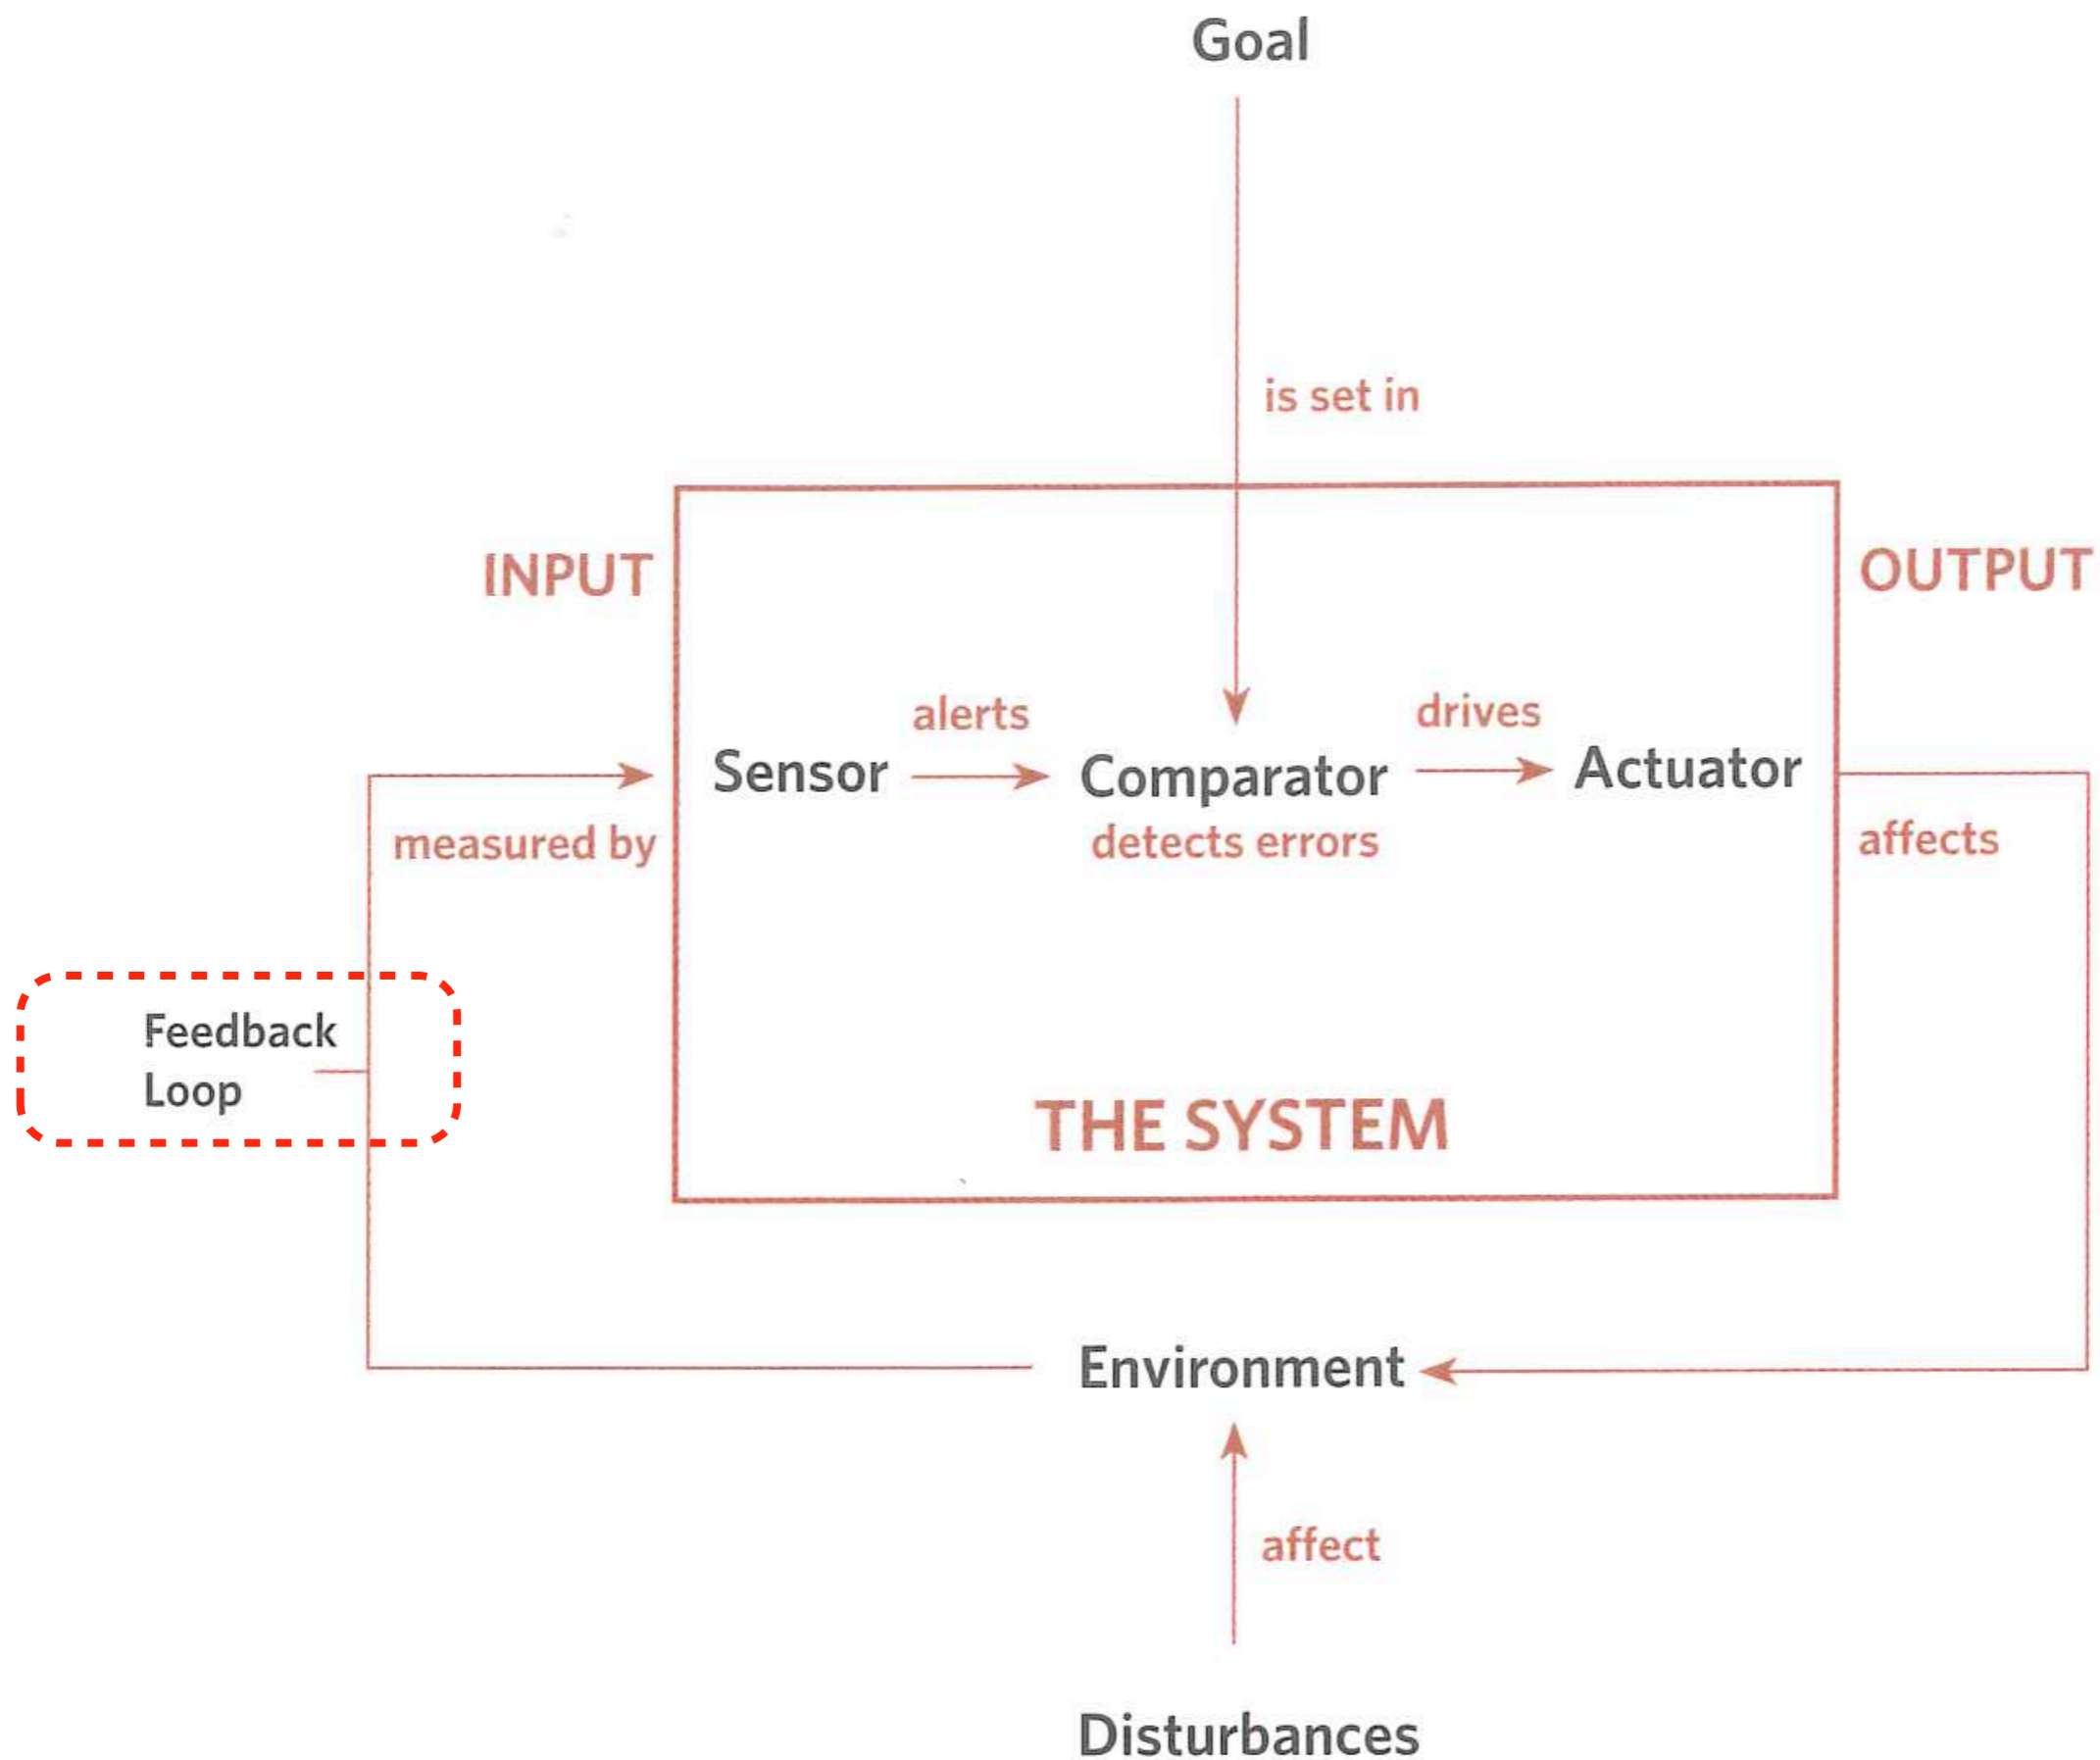 Goal
is set in
INPUT
OUTPUT
alerts
drives
Sensor
Comparator
Actuator
measured by
detects errors
affects
Feedback
Loop
THE SYSTEM
Environment
affect
Disturbances